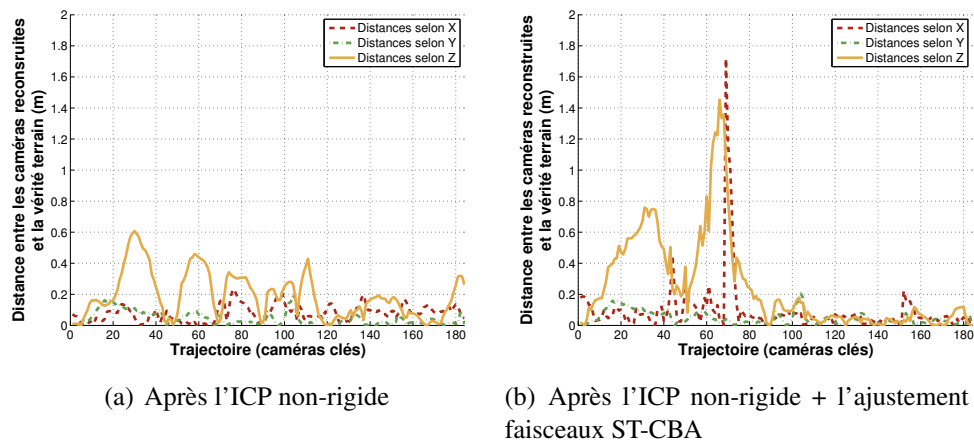 2
1.8
1.6
1.4
1.2
1
0.8
0.6
0.4
0.2
0
0 20 40 60 80 100 120 140 160 180
Distance entre les caméras reconsruites
et la vérité terrain (m)
Trajectoire (caméras clés)
Distances selon X
Distances selon Y
Distances selon Z
(a) Après l'ICP non-rigide
2
1.8
1.6
1.4
1.2
1
0.8
0.6
0.4
0.2
0
0 20 40 60 80 100 120 140 160 180
Distance entre les caméras reconstruites
et la vérité terrain (m)
Trajectoire (caméras clés)
Distances selon X
Distances selon Y
Distances selon Z
(b) Après l'ICP non-rigide + l'ajustement
faisceaux ST-CBA